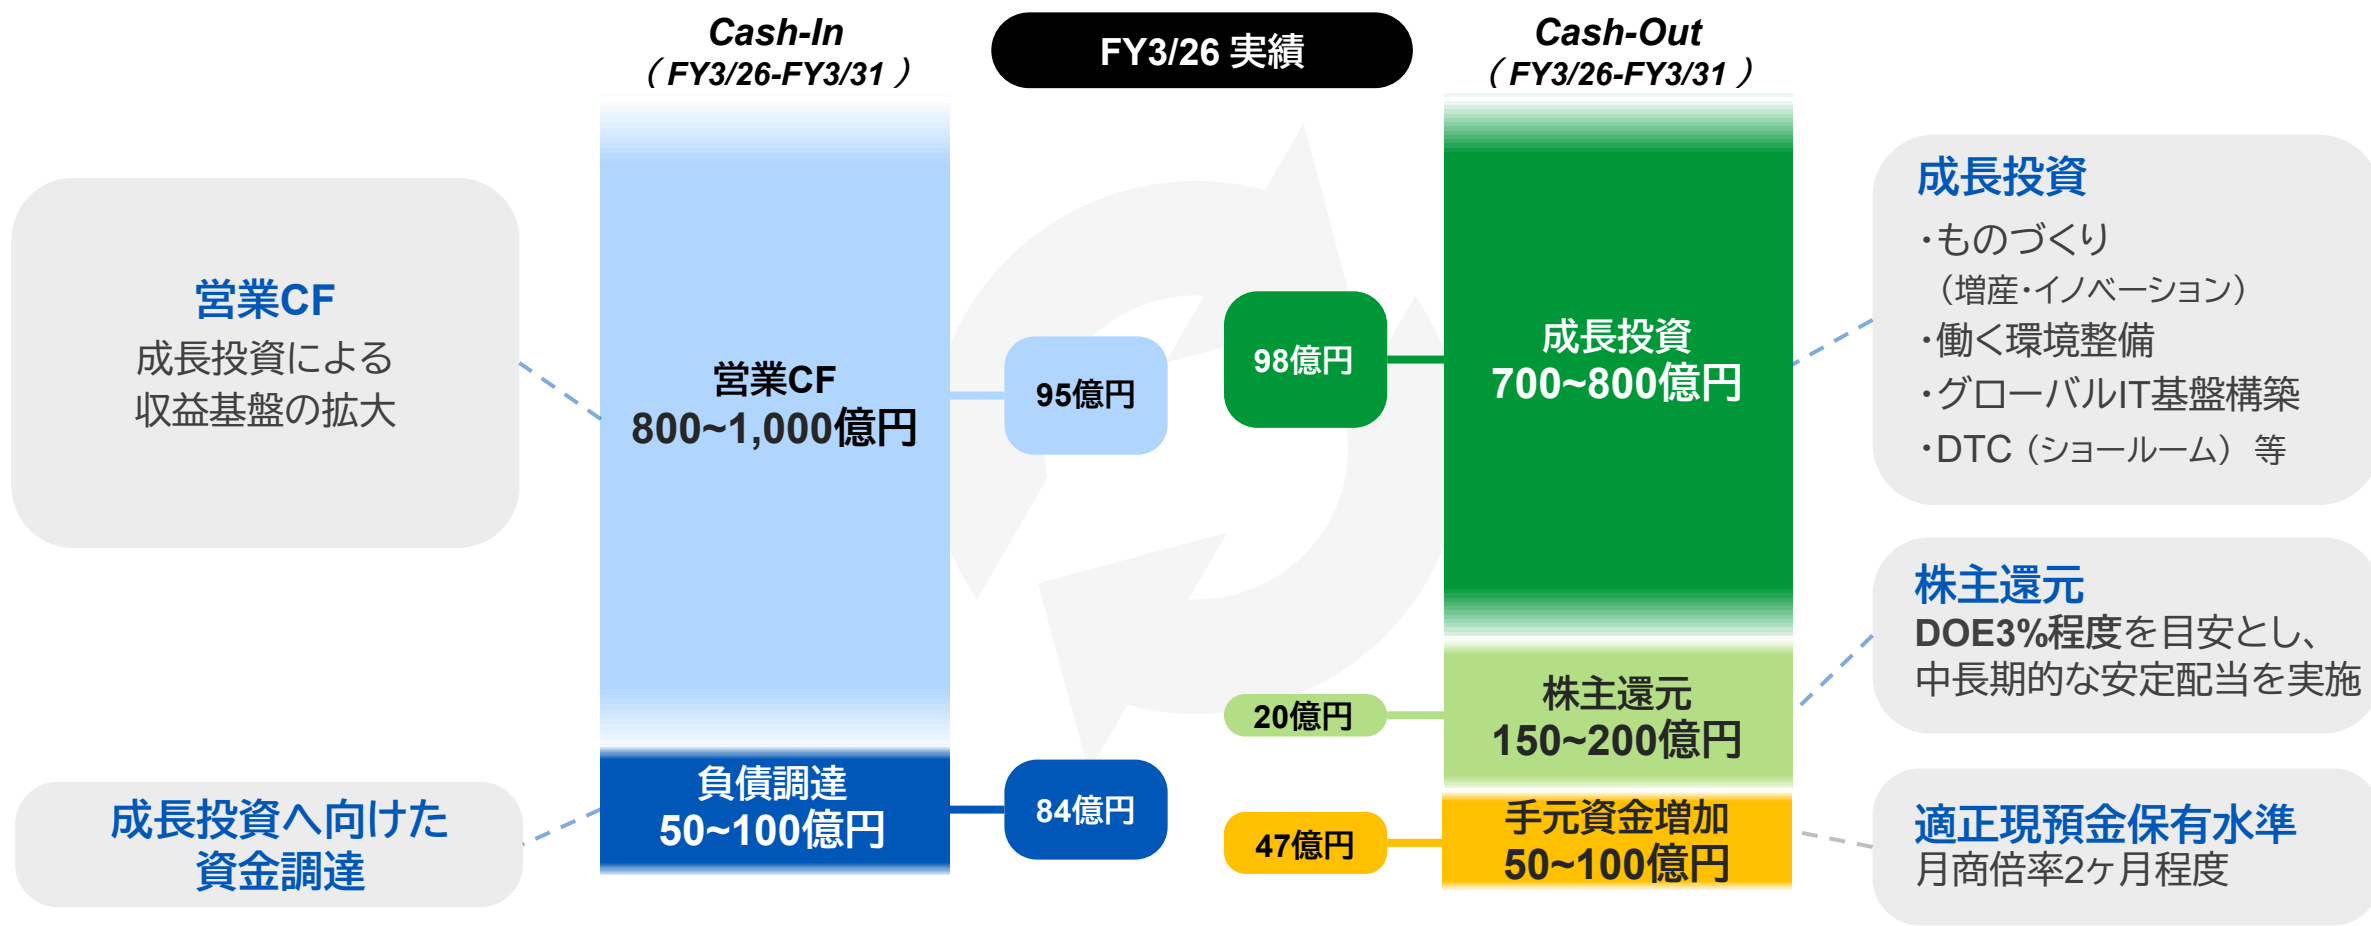 Cash-In
（ FY3/26-FY3/31 ）
FY3/26 実績
Cash-Out
（ FY3/26-FY3/31 ）
営業CF
成長投資による
収益基盤の拡大
営業CF
800~1,000億円
95億円
98億円
成長投資
700~800億円
成長投資
・ものづくり
（増産・イノベーション）
・働く環境整備
・グローバルIT基盤構築
・DTC（ショールーム）等
株主還元
DOE3%程度を目安とし、
中長期的な安定配当を実施
20億円
株主還元
150~200億円
成長投資へ向けた
資金調達
負債調達
50~100億円
84億円
47億円
手元資金増加
50~100億円
適正現預金保有水準
月商倍率2ヶ月程度